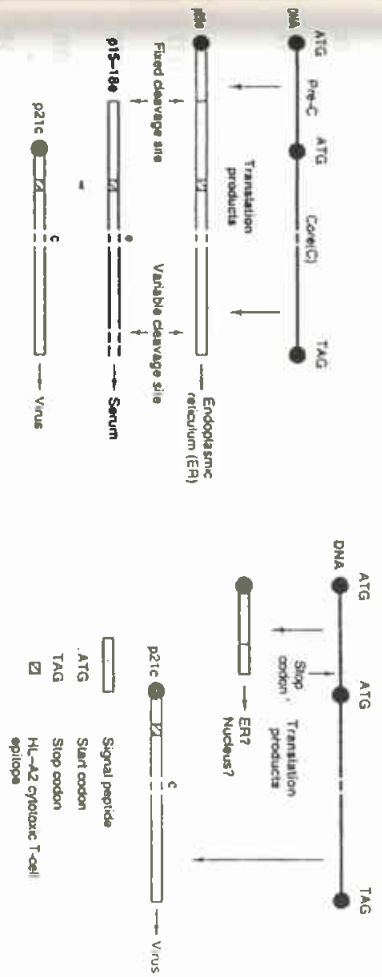 ATG Pre-C ATG Core(C) TAG
DNA
Translation
products
Endoplasmic
reticulum (ER)
Fixed cleavage site Variable cleavage site
e
p15–18e Serum
c
p21c Virus
ATG ATG TAG
DNA
Stop
codon
Translation
products
ER?
Nucleus?
c
p21c Virus
Signal peptide
ATG Start codon
TAG Stop codon
HL–A2 cytotoxic T-cell
epitope